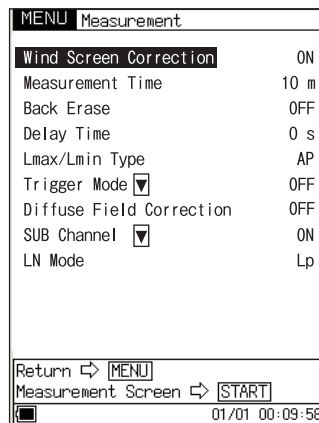 MENU Measurement
Wind Screen Correction ON
Measurement Time 10 m
Back Erase OFF
Delay Time 0 s
Lmax/Lmin Type AP
Trigger Mode ▼ OFF
Diffuse Field Correction OFF
SUB Channel ▼ ON
LN Mode Lp
Return ⇨ MENU
Measurement Screen ⇨ START
01/01 00:09:58